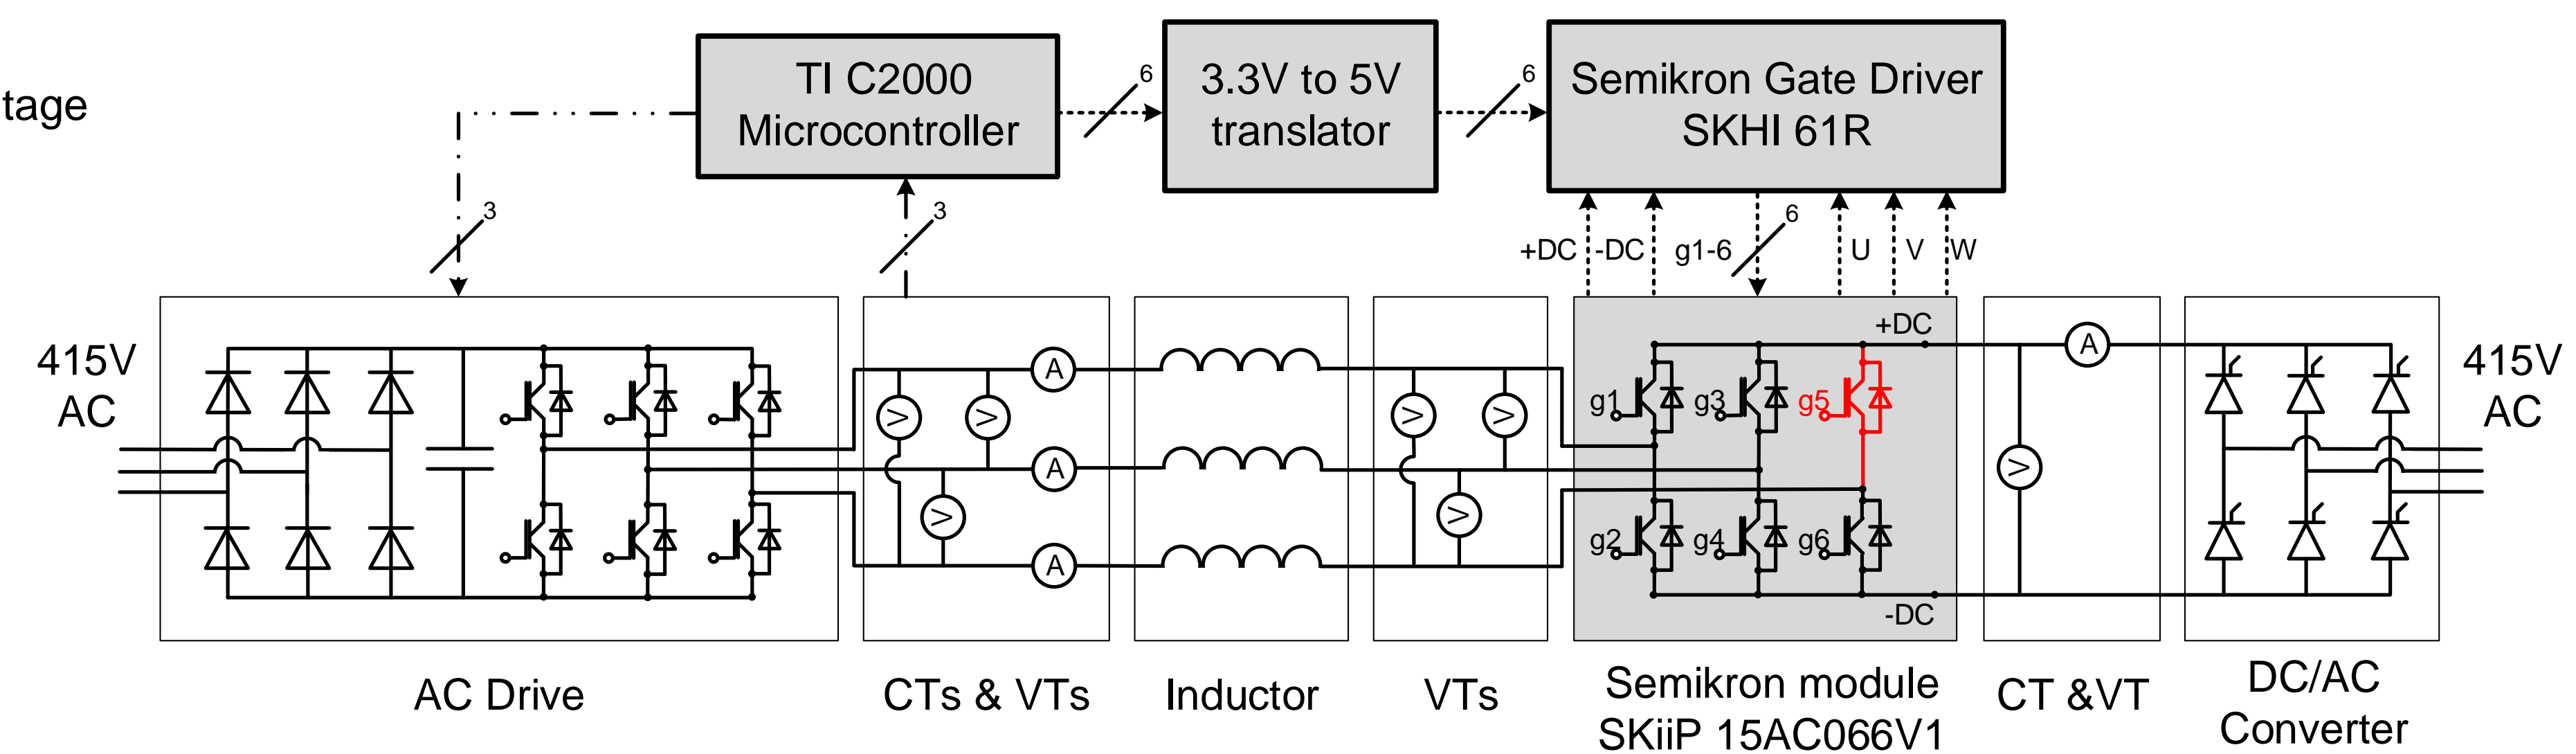 tage
TI C2000
Microcontroller
6
3.3V to 5V
translator
6
Semikron Gate Driver
SKHI 61R
3
3
+DC
-DC
g1-6
6
U
V
W
415V
AC
A
A
A
V
V
V
V
V
V
+DC
g1
g3
g5
g2
g4
g6
-DC
A
V
415V
AC
AC Drive
CTs & VTs
Inductor
VTs
Semikron module
SKiiP 15AC066V1
CT &VT
DC/AC
Converter